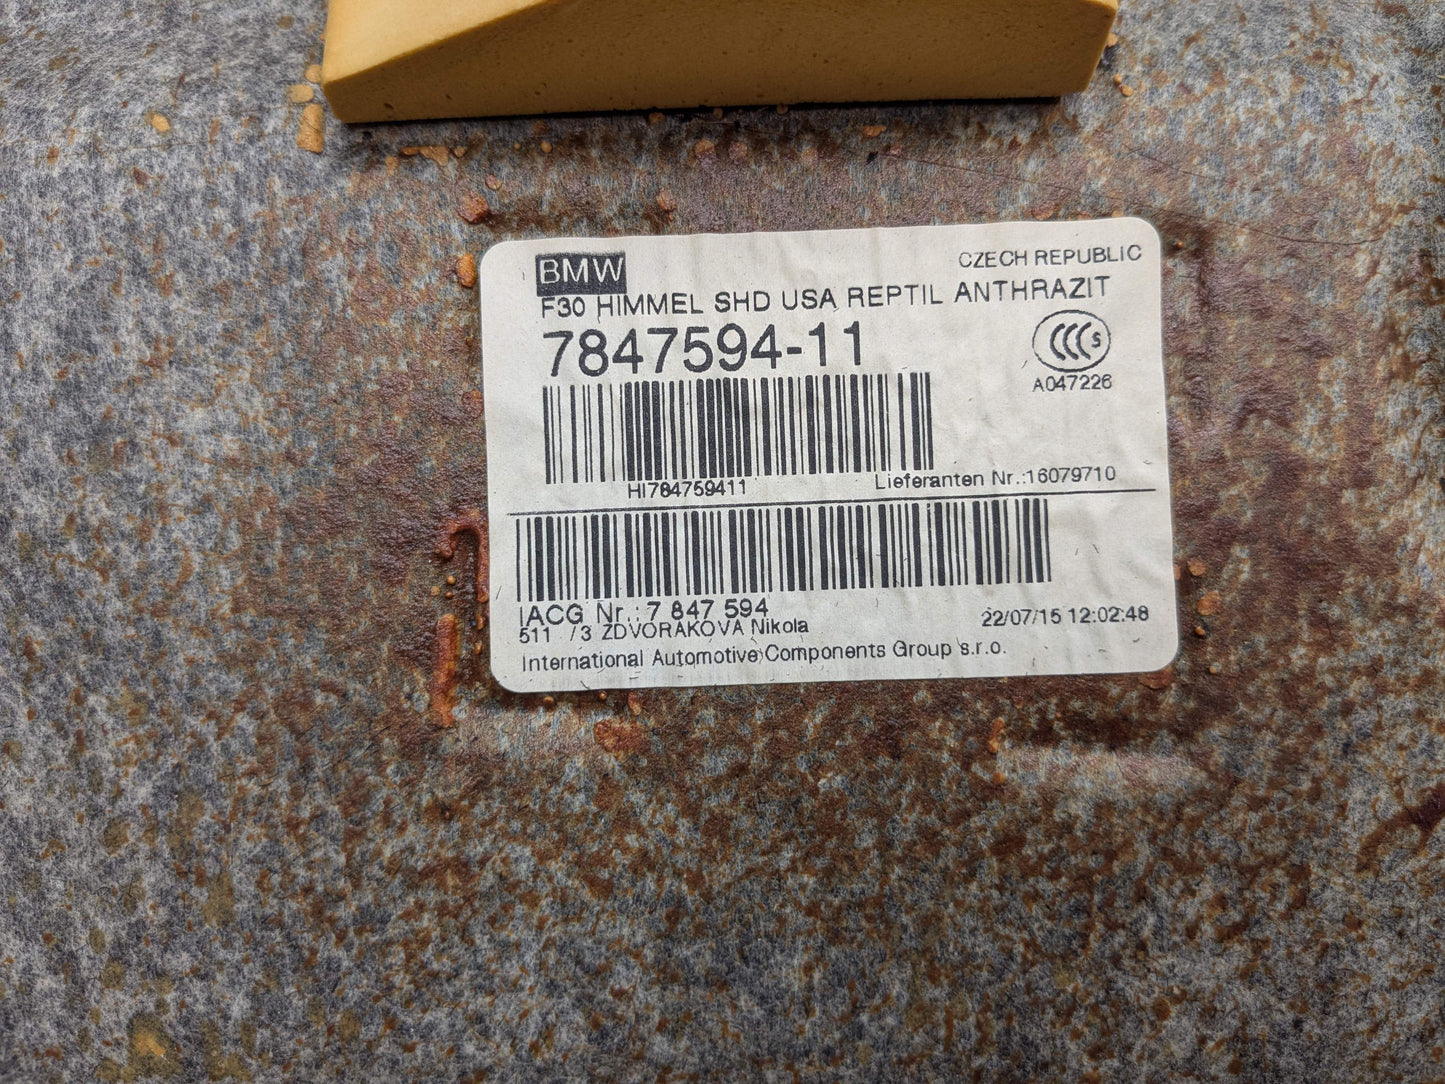 BMW
CZECH REPUBLIC
F30 HIMMEL SHD USA REPTIL ANTHRAZIT
7847594-11
CCC S
A047226
HI784759411
Lieferanten Nr.:16079710
IACG Nr.:7 847 594
511 /3 ZDVORAKOVA Nikola
22/07/15 12:02:48
International Automotive Components Group s.r.o.